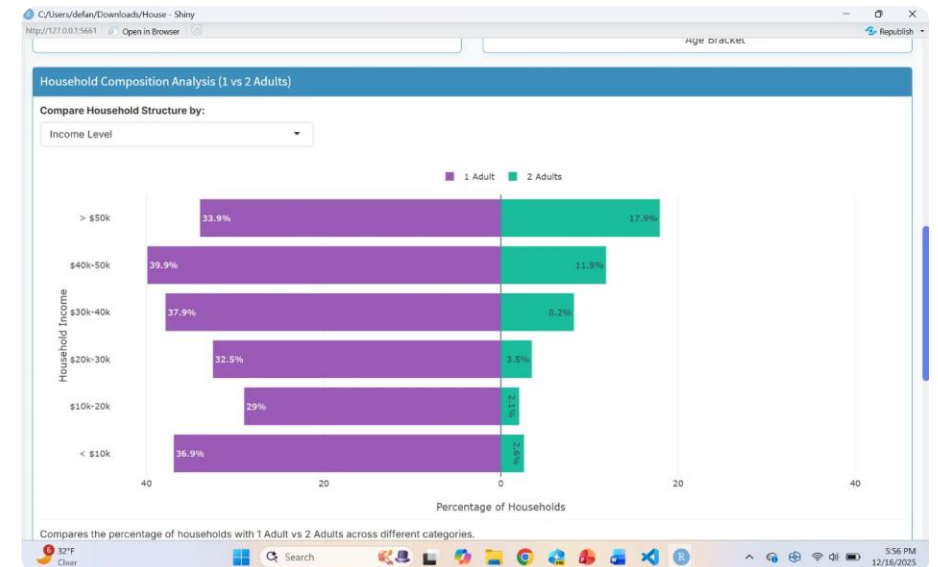 C:/Users/defan/Downloads/House - Shiny
http://127.0.0.1:5661 Open in Browser Republish
Age Bracket
Household Composition Analysis (1 vs 2 Adults)
Compare Household Structure by:
Income Level
1 Adult 2 Adults
> $50k 33.9% 17.9%
$40k-50k 39.9% 11.9%
$30k-40k 37.9% 8.2%
$20k-30k 32.5% 3.5%
$10k-20k 29% 2.1%
< $10k 36.9% 2.6%
Household Income
40 20 0 20 40
Percentage of Households
Compares the percentage of households with 1 Adult vs 2 Adults across different categories.
6 32°F
Clear
Search
5:56 PM
12/16/2025